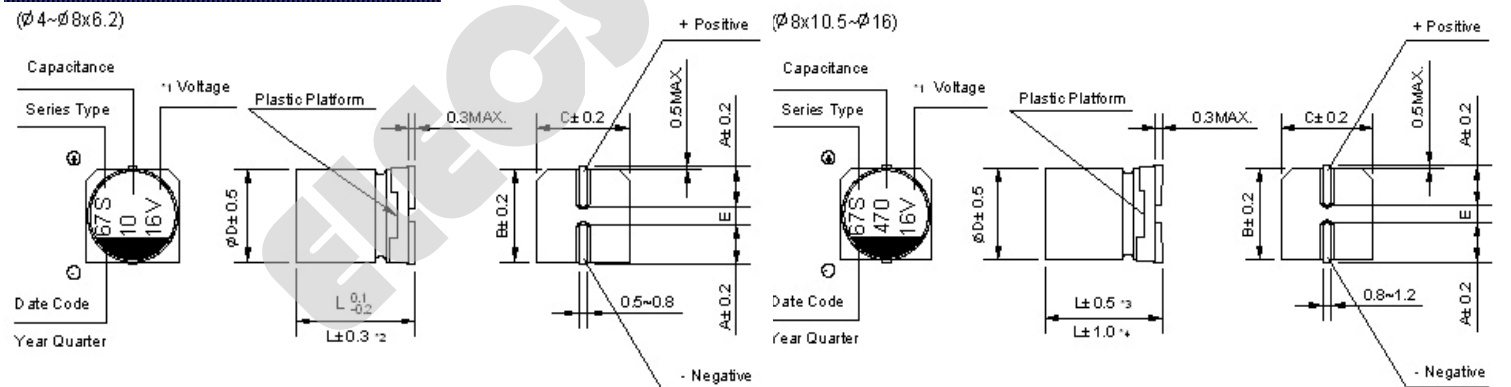 (Ø4~Ø8x6.2)
Capacitance
Series Type
*1 Voltage
Plastic Platform
0.3MAX.
+ Positive
C± 0.2
0.5MAX.
A± 0.2
67S
10
16V
ØD± 0.5
B± 0.2
E
L 0.1 -0.2
L± 0.3 *2
0.5~0.8
A± 0.2
Date Code
Year Quarter
- Negative
(Ø8x10.5~Ø16)
Capacitance
Series Type
*1 Voltage
Plastic Platform
0.3MAX.
+ Positive
C± 0.2
0.5MAX.
A± 0.2
67S
470
16V
ØD± 0.5
B± 0.2
E
L± 0.5 *3
L± 1.0 *4
0.8~1.2
A± 0.2
Date Code
Year Quarter
- Negative